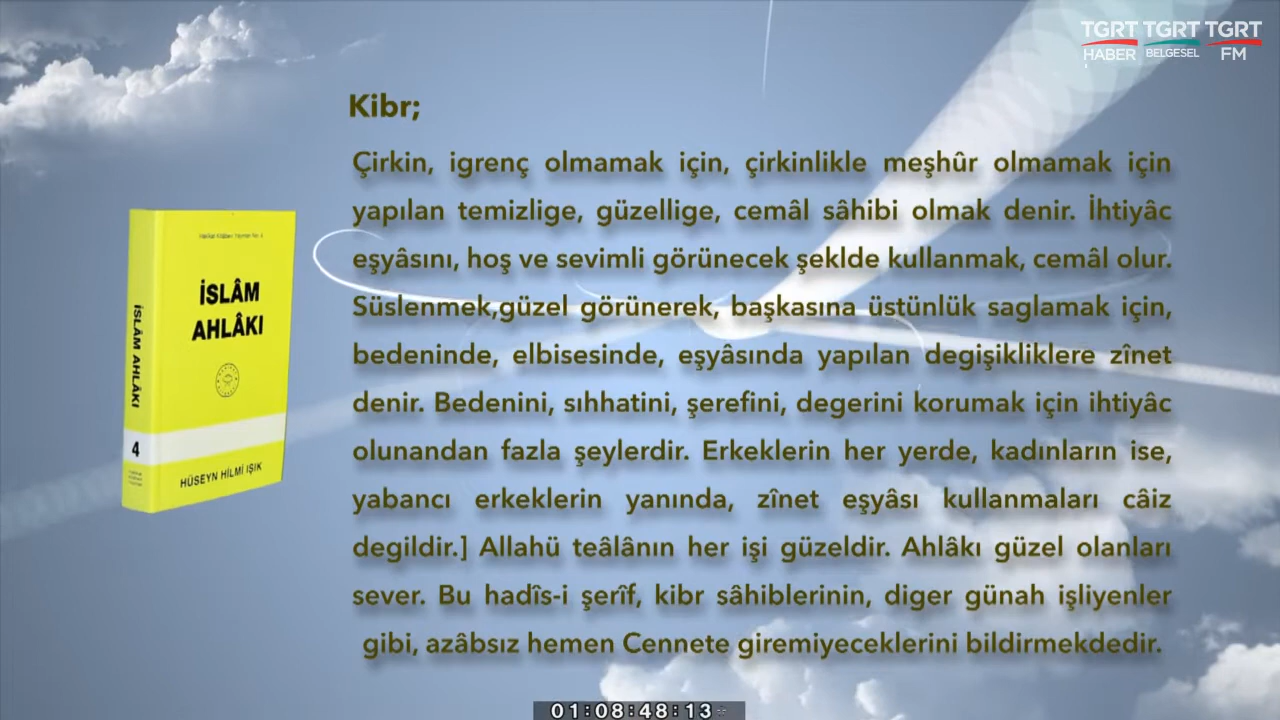 TGRT TGRT TGRT
HABER BELGESEL FM
Kibr;
Çirkin, igrenç olmamak için, çirkinlikle meşhûr olmamak için
yapılan temizlige, güzellige, cemâl sâhibi olmak denir. İhtiyâc
eşyâsını, hoş ve sevimli görünecek şeklde kullanmak, cemâl olur.
Süslenmek,güzel görünerek, başkasına üstünlük saglamak için,
bedeninde, elbisesinde, eşyâsında yapılan degişikliklere zînet
denir. Bedenini, sıhhatini, şerefini, degerini korumak için ihtiyâc
olunandan fazla şeylerdir. Erkeklerin her yerde, kadınların ise,
yabancı erkeklerin yanında, zînet eşyâsı kullanmaları câiz
degildir.] Allahü teâlânın her işi güzeldir. Ahlâkı güzel olanları
sever. Bu hadîs-i şerîf, kibr sâhiblerinin, diger günah işliyenler
gibi, azâbsız hemen Cennete giremiyeceklerini bildirmekdedir.
İSLÂM
AHLÂKI
HÜSEYN HİLMİ IŞIK
İSLÂM AHLÂKI
4
01:08:48:13